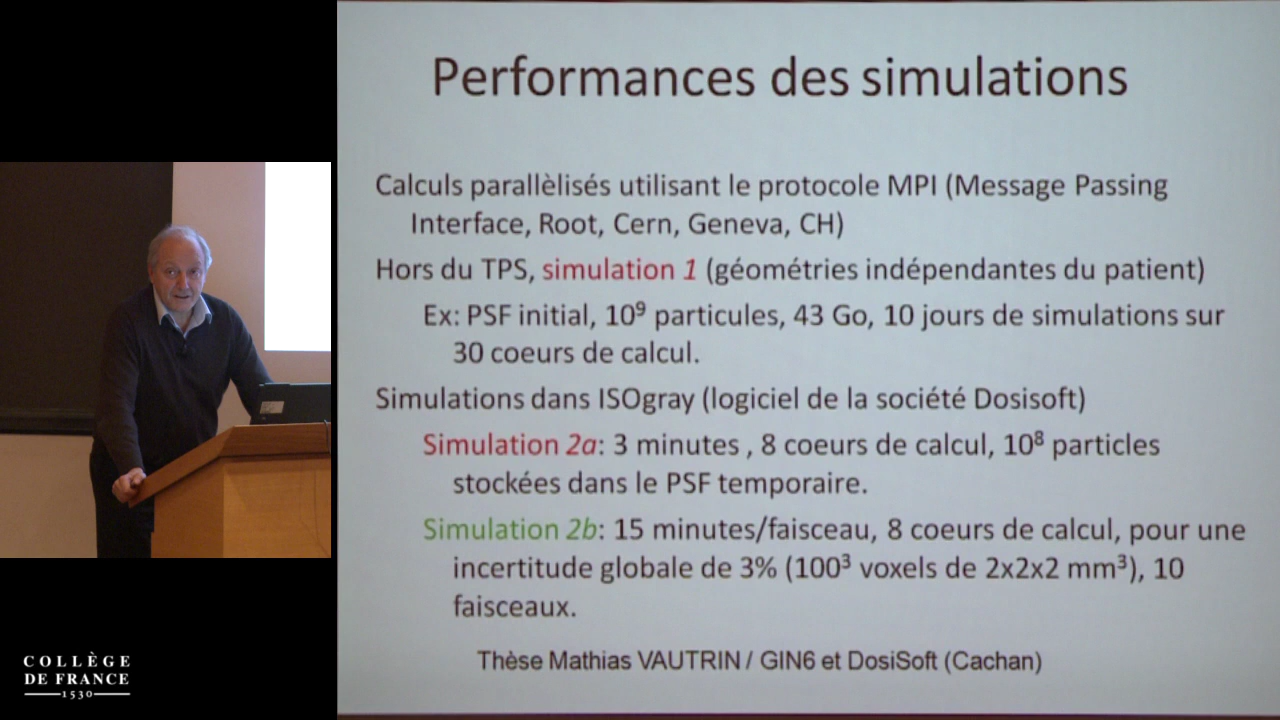 Performances des simulations
Calculs parallèlisés utilisant le protocole MPI (Message Passing
Interface, Root, Cern, Geneva, CH)
Hors du TPS, simulation 1 (géométries indépendantes du patient)
Ex: PSF initial, 10⁹ particules, 43 Go, 10 jours de simulations sur
30 coeurs de calcul.
Simulations dans ISOgray (logiciel de la société Dosisoft)
Simulation 2a: 3 minutes , 8 coeurs de calcul, 10⁸ particles
stockées dans le PSF temporaire.
Simulation 2b: 15 minutes/faisceau, 8 coeurs de calcul, pour une
incertitude globale de 3% (100³ voxels de 2x2x2 mm³), 10
faisceaux.
Thèse Mathias VAUTRIN / GIN6 et DosiSoft (Cachan)
COLLÈGE
DE FRANCE
1530